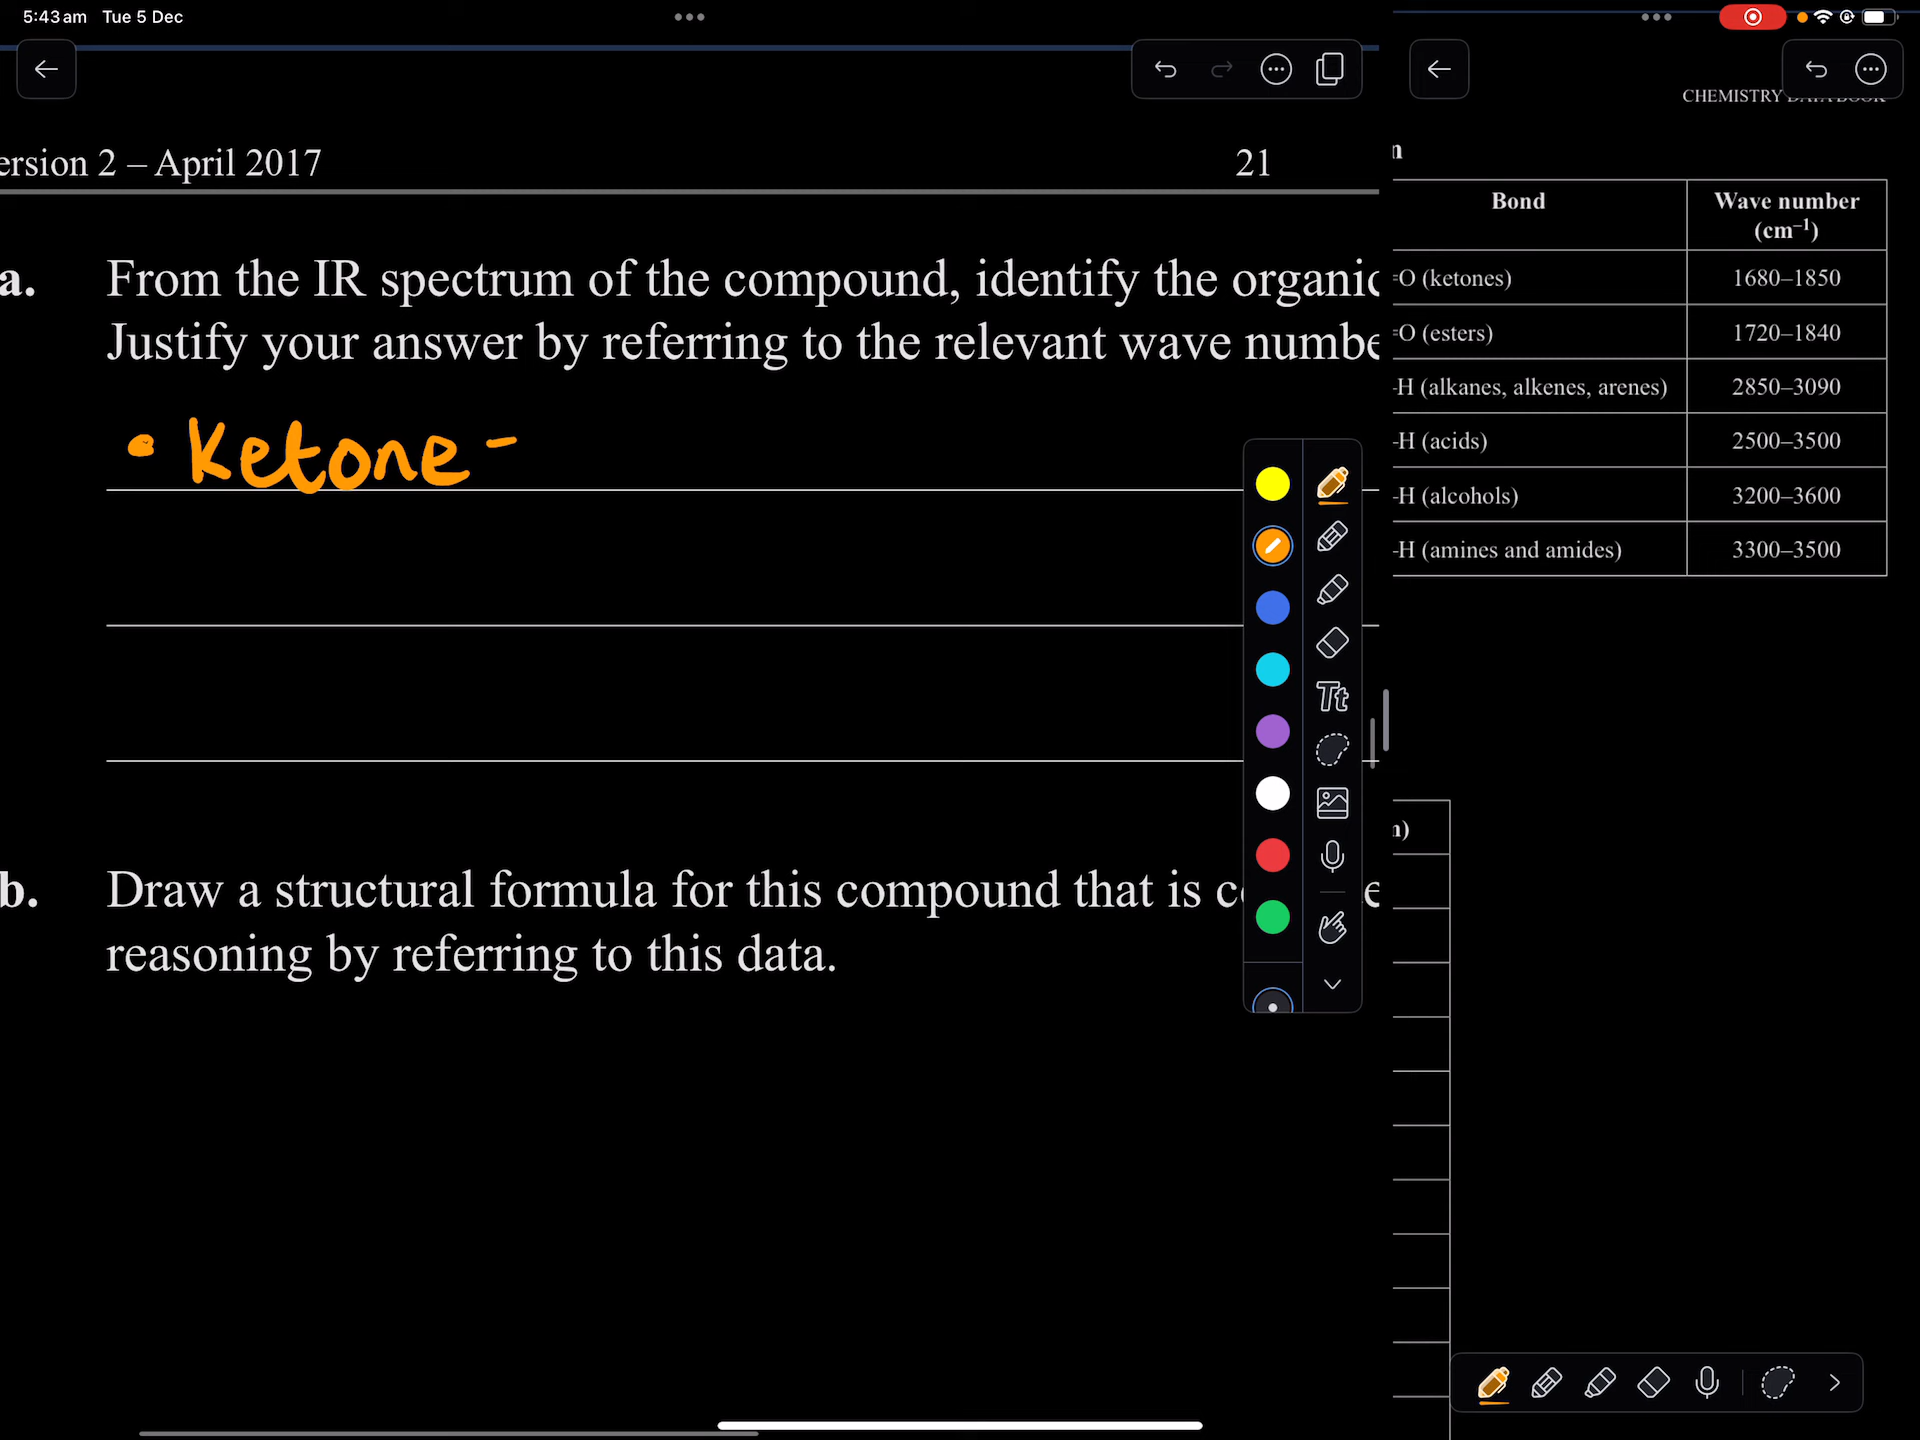 5:43 am Tue 5 Dec
ersion 2 – April 2017 21
a. From the IR spectrum of the compound, identify the organic
Justify your answer by referring to the relevant wave numbe
• Ketone -
b. Draw a structural formula for this compound that is
reasoning by referring to this data.
Tt
CHEMISTRY DATA BOOK
n
Bond Wave number (cm⁻¹)
=O (ketones) 1680–1850
=O (esters) 1720–1840
-H (alkanes, alkenes, arenes) 2850–3090
-H (acids) 2500–3500
-H (alcohols) 3200–3600
-H (amines and amides) 3300–3500
n)